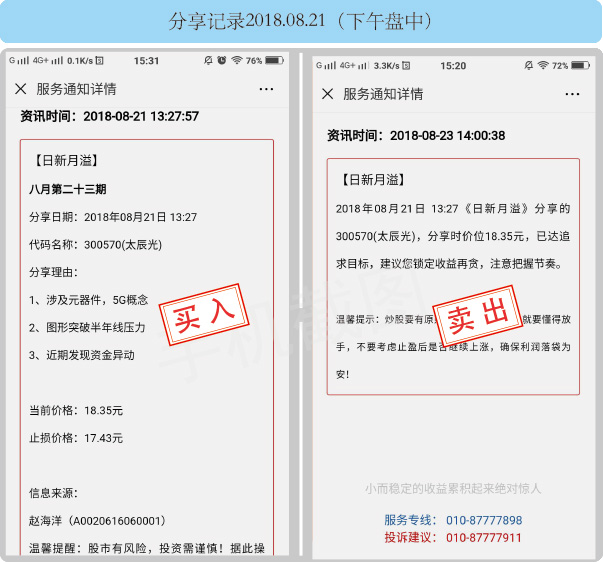 分享记录2018.08.21（下午盘中）
G 4G+ 0.1K/s 15:31 76%
服务通知详情
资讯时间：2018-08-21 13:27:57
【日新月溢】
八月第二十三期
分享日期：2018年08月21日 13:27
代码名称：300570(太辰光)
分享理由：
1、涉及元器件，5G概念
2、图形突破半年线压力
3、近期发现资金异动
买入
当前价格：18.35元
止损价格：17.43元
信息来源：
赵海洋（A0020616060001）
温馨提醒：股市有风险，投资需谨慎！据此操
G 4G+ 3.3K/s 15:20 72%
服务通知详情
资讯时间：2018-08-23 14:00:38
【日新月溢】
2018年08月21日 13:27《日新月溢》分享的
300570(太辰光)，分享时价位18.35元，已达追
求目标，建议您锁定收益再贪，注意把握节奏。
卖出
温馨提示：炒股要有原 就要懂得放
手，不要考虑止盈后是否继续上涨，确保利润落袋为
安！
小而稳定的收益累积起来绝对惊人
服务专线： 010-87777898
投诉建议： 010-87777911
手机截图